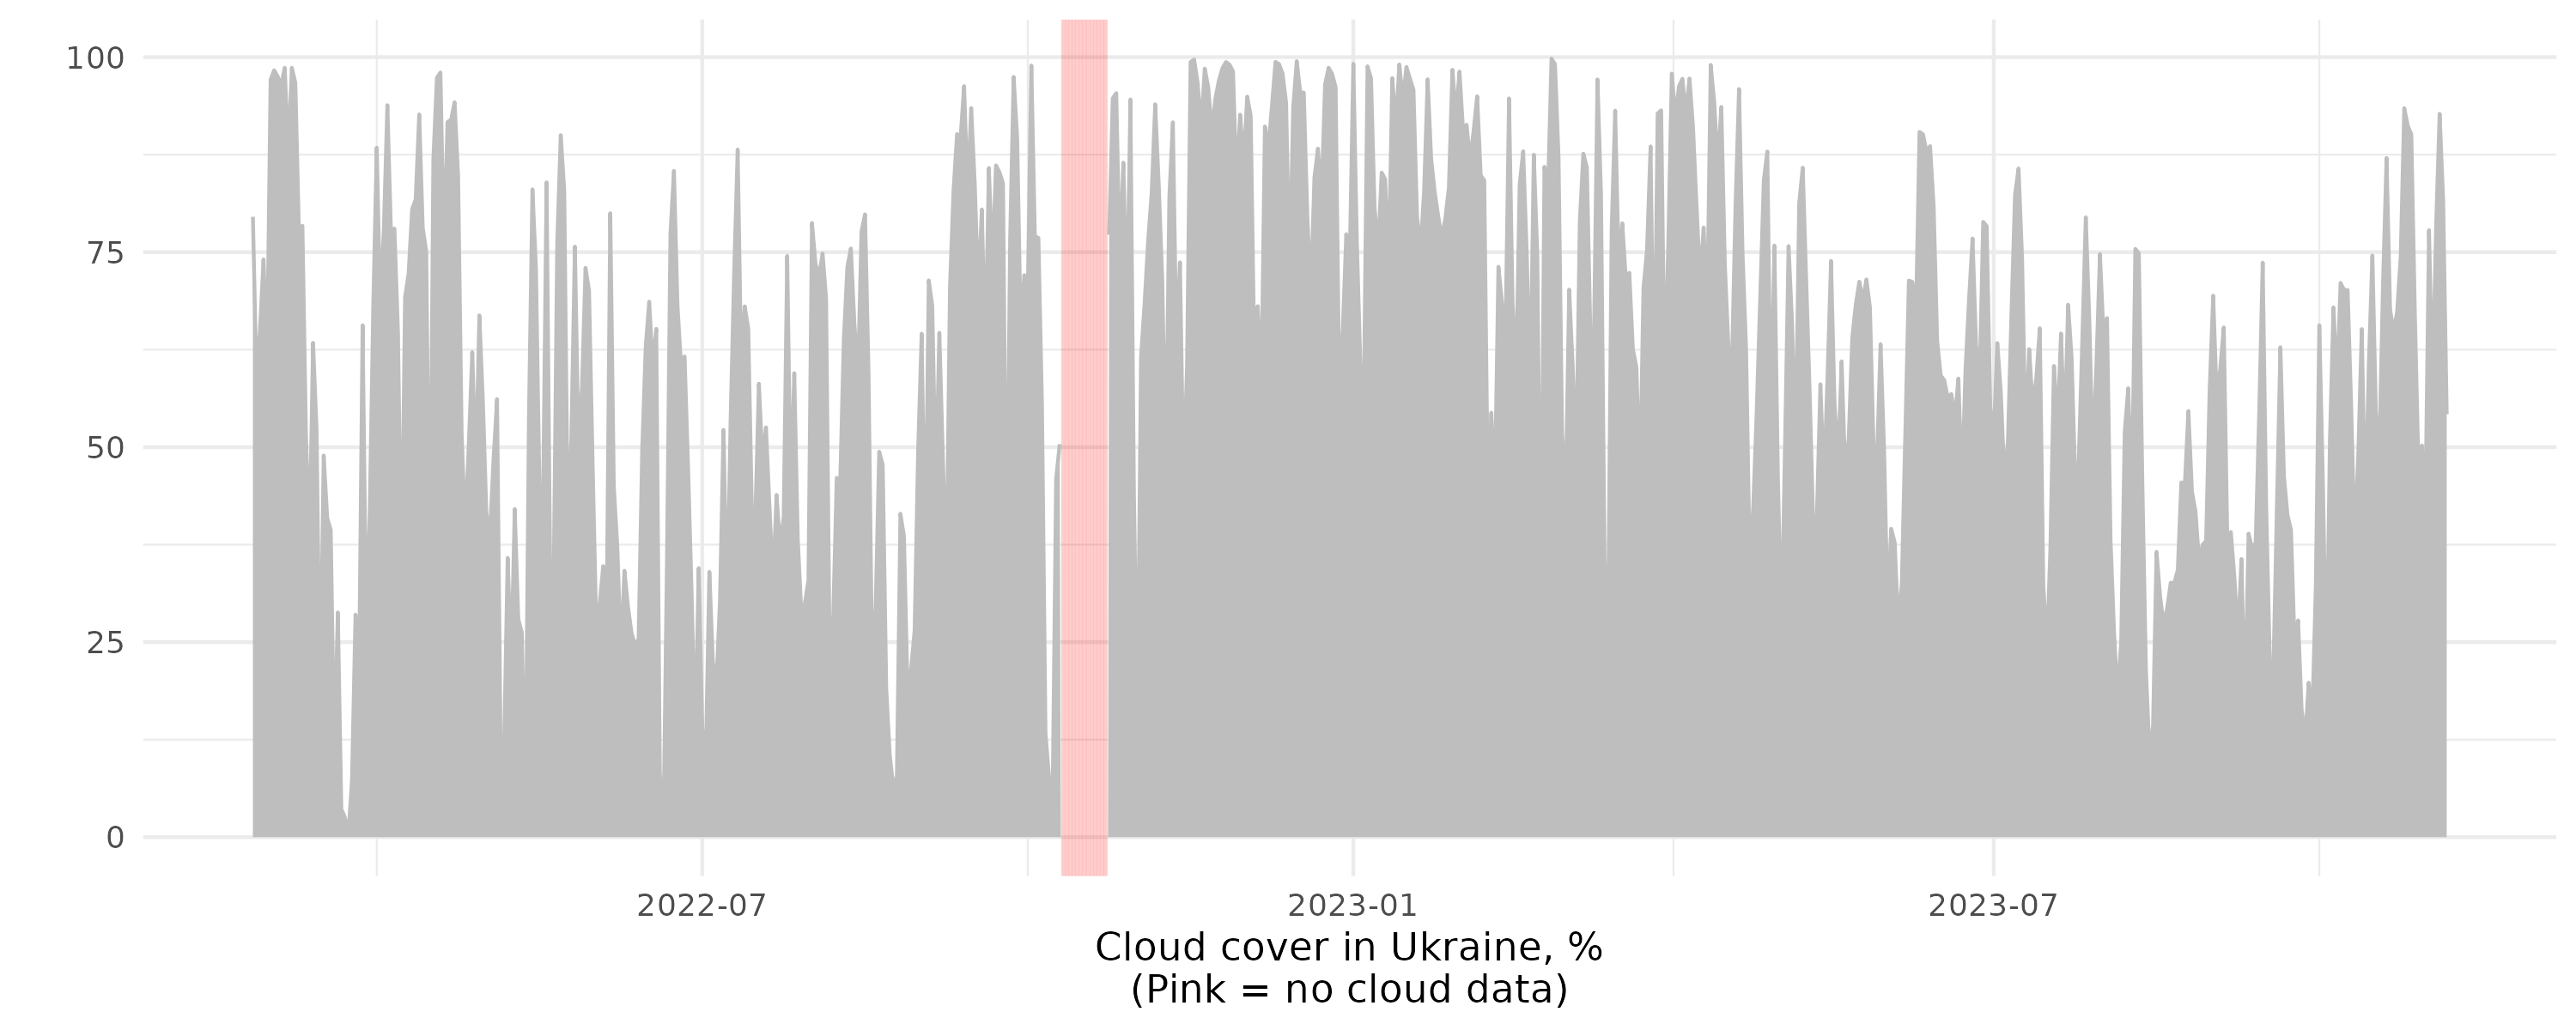 100
75
50
25
0
2022-07 2023-01 2023-07
Cloud cover in Ukraine, %
(Pink = no cloud data)